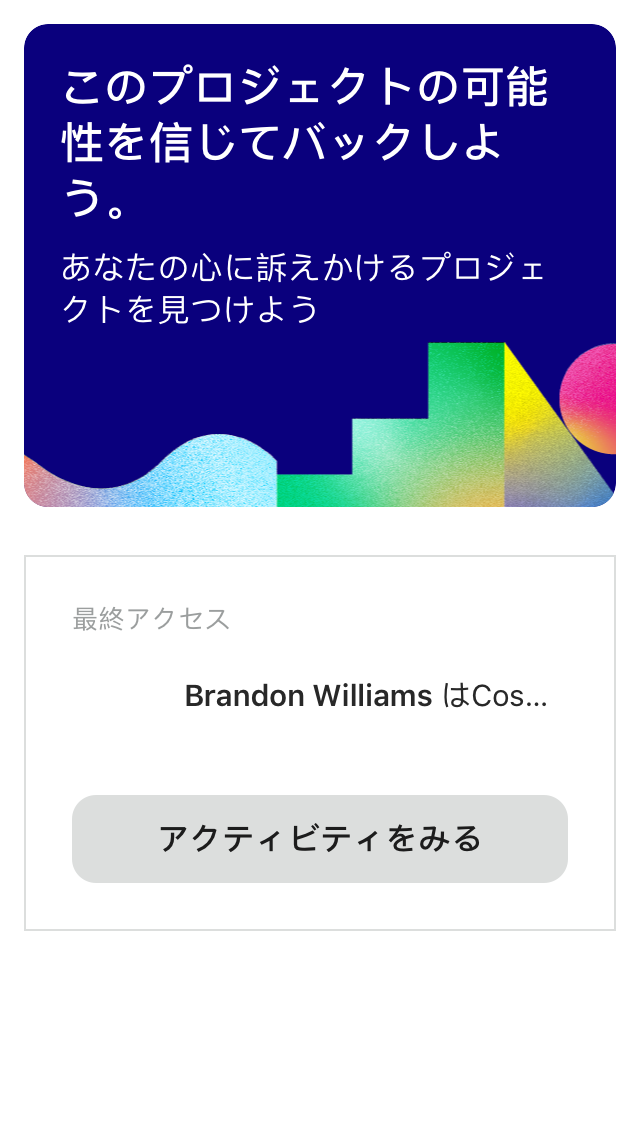 このプロジェクトの可能
性を信じてバックしよ
う。
あなたの心に訴えかけるプロジェ
クトを見つけよう
最終アクセス
Brandon Williams はCos...
アクティビティをみる